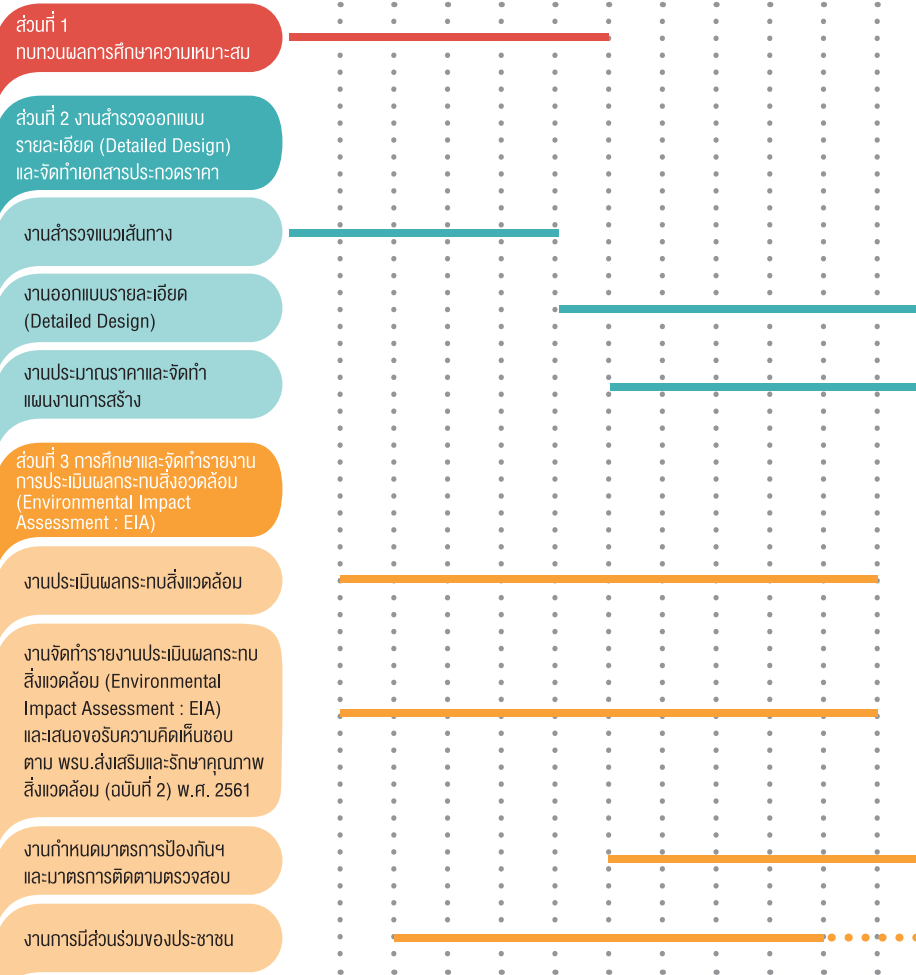 ส่วนที่ 1
ทบทวนผลการศึกษาความเหมาะสม
ส่วนที่ 2 งานสำรวจออกแบบ
รายละเอียด (Detailed Design)
และจัดทำเอกสารประกวดราคา
งานสำรวจแนวเส้นทาง
งานออกแบบรายละเอียด
(Detailed Design)
งานประมาณราคาและจัดทำ
แผนงานการสร้าง
ส่วนที่ 3 การศึกษาและจัดทำรายงาน
การประเมินผลกระทบสิ่งอวดล้อม
(Environmental Impact
Assessment : EIA)
งานประเมินผลกระทบสิ่งแวดล้อม
งานจัดทำรายงานประเมินผลกระทบ
สิ่งแวดล้อม (Environmental
Impact Assessment : EIA)
และเสนอขอรับความคิดเห็นชอบ
ตาม พรบ.ส่งเสริมและรักษาคุณภาพ
สิ่งแวดล้อม (ฉบับที่ 2) พ.ศ. 2561
งานกำหนดมาตรการป้องกันฯ
และมาตรการติดตามตรวจสอบ
งานการมีส่วนร่วมของประชาชน